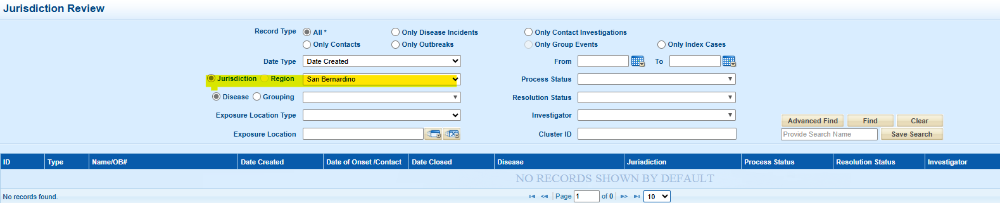 Jurisdiction Review
Record Type All * Only Disease Incidents Only Contact Investigations
Only Contacts Only Outbreaks Only Group Events Only Index Cases
Date Type Date Created From To
Jurisdiction Region San Bernardino Process Status
Disease Grouping Resolution Status
Exposure Location Type Investigator Advanced Find Find Clear
Exposure Location Cluster ID Provide Search Name Save Search
ID Type Name/OB# Date Created Date of Onset /Contact Date Closed Disease Jurisdiction Process Status Resolution Status Investigator
NO RECORDS SHOWN BY DEFAULT
No records found. Page 1 of 0 10